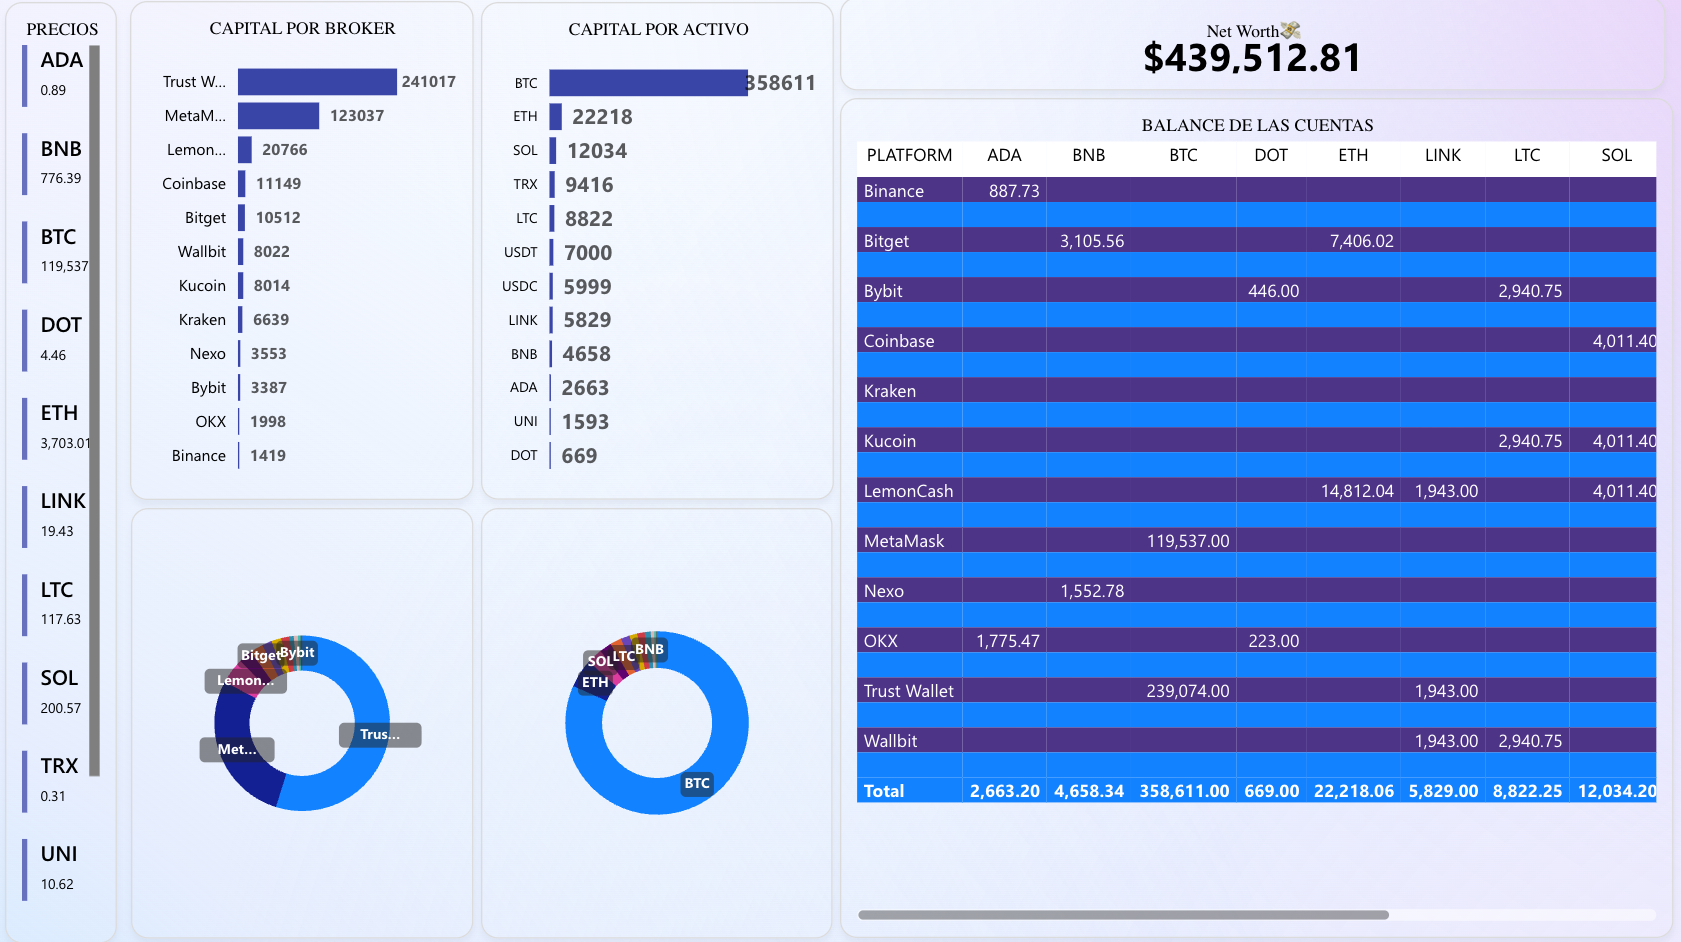 PRECIOS
ADA
0.89
BNB
776.39
BTC
119,537
DOT
4.46
ETH
3,703.01
LINK
19.43
LTC
117.63
SOL
200.57
TRX
0.31
UNI
10.62
CAPITAL POR BROKER
Trust W... 241017
MetaM... 123037
Lemon... 20766
Coinbase 11149
Bitget 10512
Wallbit 8022
Kucoin 8014
Kraken 6639
Nexo 3553
Bybit 3387
OKX 1998
Binance 1419
CAPITAL POR ACTIVO
BTC 358611
ETH 22218
SOL 12034
TRX 9416
LTC 8822
USDT 7000
USDC 5999
LINK 5829
BNB 4658
ADA 2663
UNI 1593
DOT 669
Bitget Bybit
Lemon...
Trus...
Met...
BNB
LTC
SOL
ETH
BTC
Net Worth💸
$439,512.81
BALANCE DE LAS CUENTAS
PLATFORM ADA BNB BTC DOT ETH LINK LTC SOL
Binance 887.73
Bitget 3,105.56 7,406.02
Bybit 446.00 2,940.75
Coinbase 4,011.40
Kraken
Kucoin 2,940.75 4,011.40
LemonCash 14,812.04 1,943.00 4,011.40
MetaMask 119,537.00
Nexo 1,552.78
OKX 1,775.47 223.00
Trust Wallet 239,074.00 1,943.00
Wallbit 1,943.00 2,940.75
Total 2,663.20 4,658.34 358,611.00 669.00 22,218.06 5,829.00 8,822.25 12,034.20